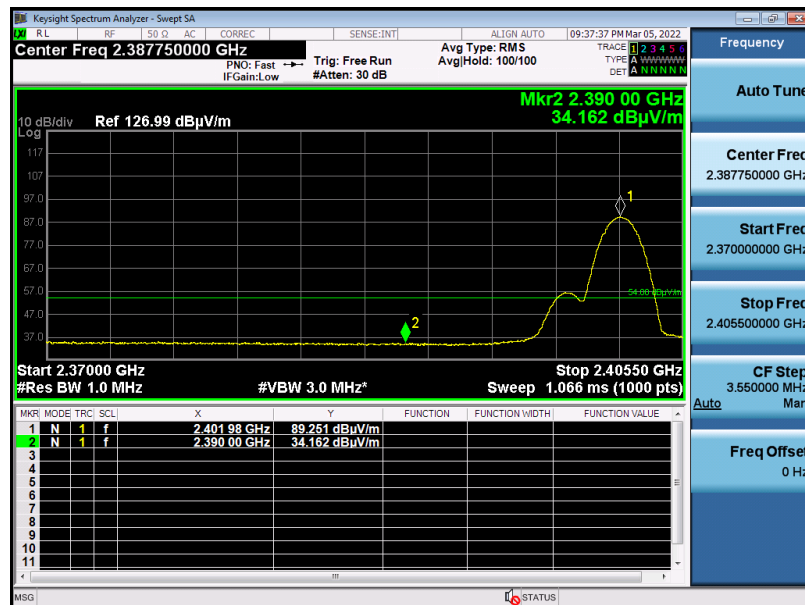 Keysight Spectrum Analyzer - Swept SA
LXI RL RF 50 Ω AC CORREC SENSE:INT ALIGN AUTO 09:37:37 PM Mar 05, 2022
Center Freq 2.387750000 GHz
PNO: Fast
IFGain:Low
Trig: Free Run
#Atten: 30 dB
Avg Type: RMS
Avg|Hold: 100/100
TRACE 1 2 3 4 5 6
TYPE A WWWWW
DET A N N N N N
Mkr2 2.390 00 GHz
34.162 dBµV/m
10 dB/div Ref 126.99 dBµV/m
Log
117
107
97.0
87.0
77.0
67.0
57.0
47.0
37.0
1
54.00 dBµV/m
2
Start 2.37000 GHz Stop 2.40550 GHz
#Res BW 1.0 MHz #VBW 3.0 MHz* Sweep 1.066 ms (1000 pts)
MKR MODE TRC SCL X Y FUNCTION FUNCTION WIDTH FUNCTION VALUE
1 N 1 f 2.401 98 GHz 89.251 dBµV/m
2 N 1 f 2.390 00 GHz 34.162 dBµV/m
3
4
5
6
7
8
9
10
11
MSG STATUS
Frequency
Auto Tune
Center Freq
2.387750000 GHz
Start Freq
2.370000000 GHz
Stop Freq
2.405500000 GHz
CF Step
3.550000 MHz
Auto Man
Freq Offset
0 Hz